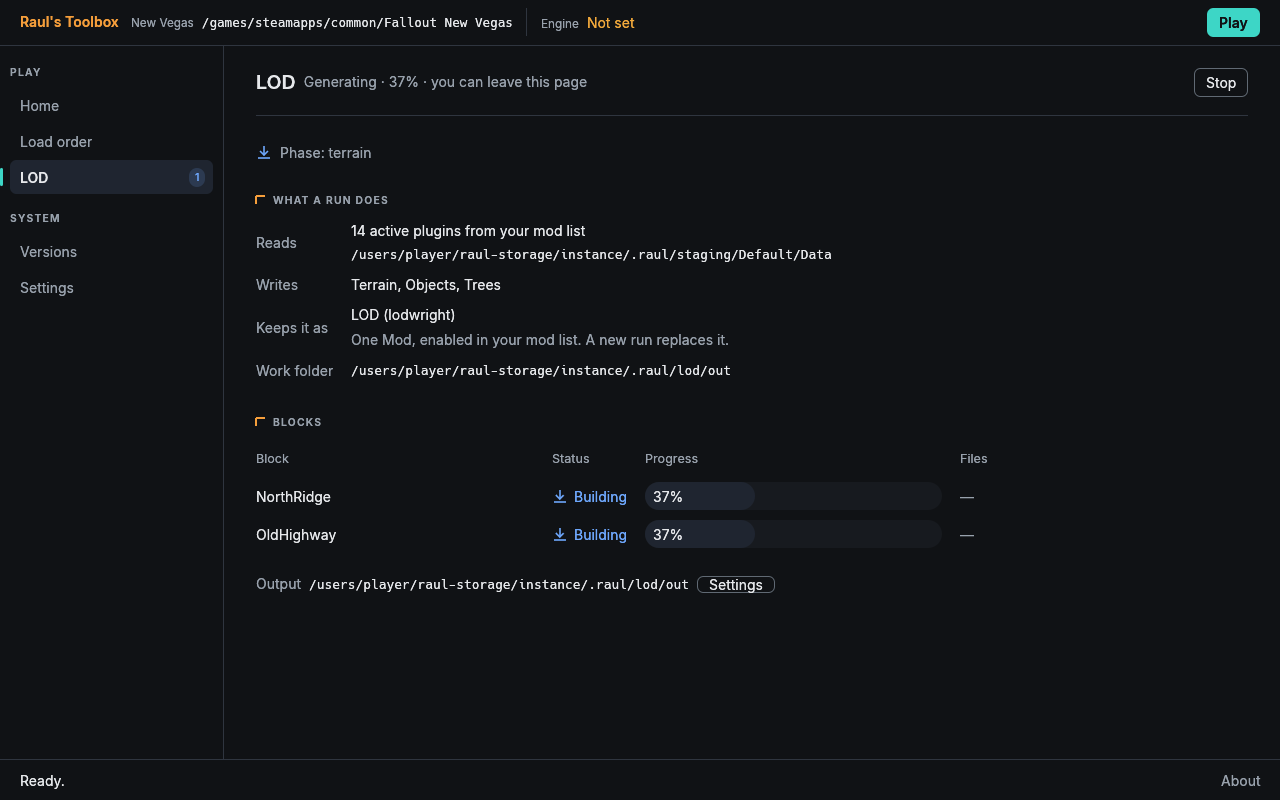 Raul's Toolbox New Vegas /games/steamapps/common/Fallout New Vegas Engine Not set Play
PLAY
Home
Load order
LOD 1
SYSTEM
Versions
Settings
LOD Generating · 37% · you can leave this page Stop
Phase: terrain
WHAT A RUN DOES
Reads 14 active plugins from your mod list
/users/player/raul-storage/instance/.raul/staging/Default/Data
Writes Terrain, Objects, Trees
Keeps it as LOD (lodwright)
One Mod, enabled in your mod list. A new run replaces it.
Work folder /users/player/raul-storage/instance/.raul/lod/out
BLOCKS
Block Status Progress Files
NorthRidge Building 37% —
OldHighway Building 37% —
Output /users/player/raul-storage/instance/.raul/lod/out Settings
Ready. About